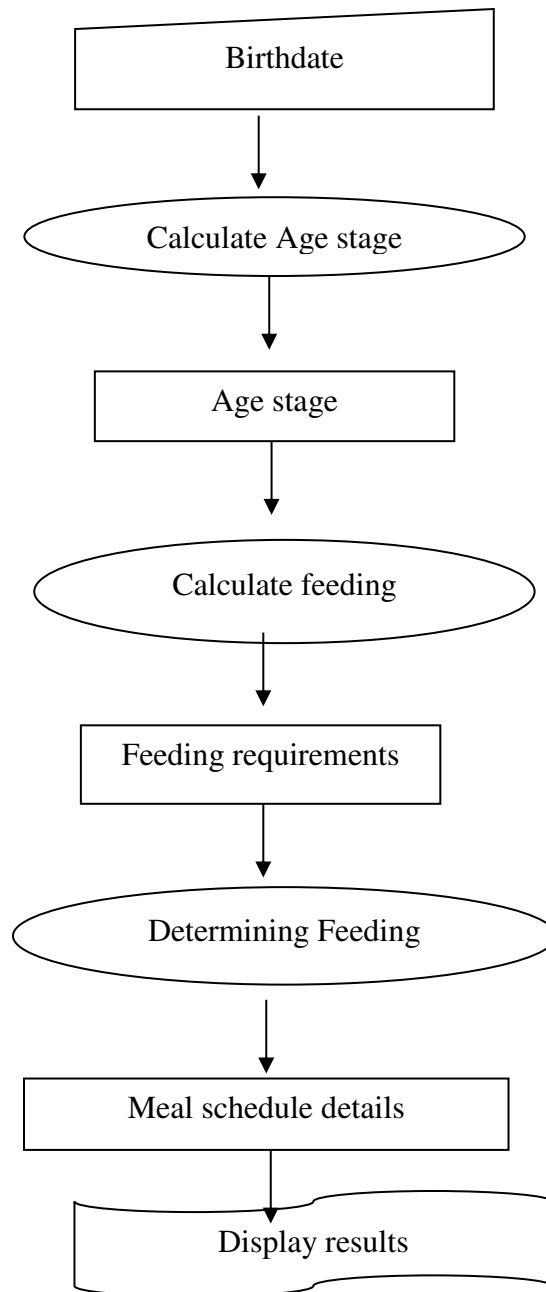 Birthdate
Calculate Age stage
Age stage
Calculate feeding
Feeding requirements
Determining Feeding
Meal schedule details
Display results